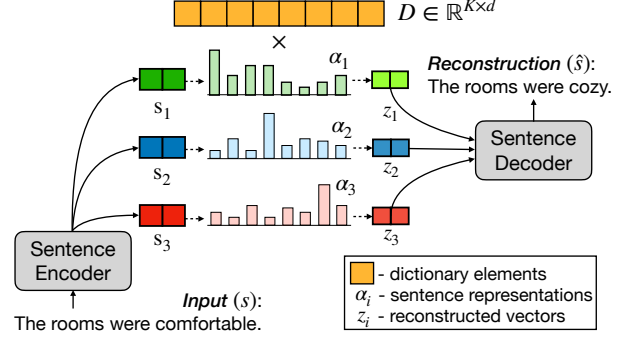 D ∈ ℝ^{K×d}
×
Reconstruction (ŝ):
The rooms were cozy.
α₁
s₁
z₁
α₂
s₂
z₂
Sentence
Decoder
α₃
s₃
z₃
Sentence
Encoder
Input (s):
The rooms were comfortable.
- dictionary elements
αᵢ - sentence representations
zᵢ - reconstructed vectors